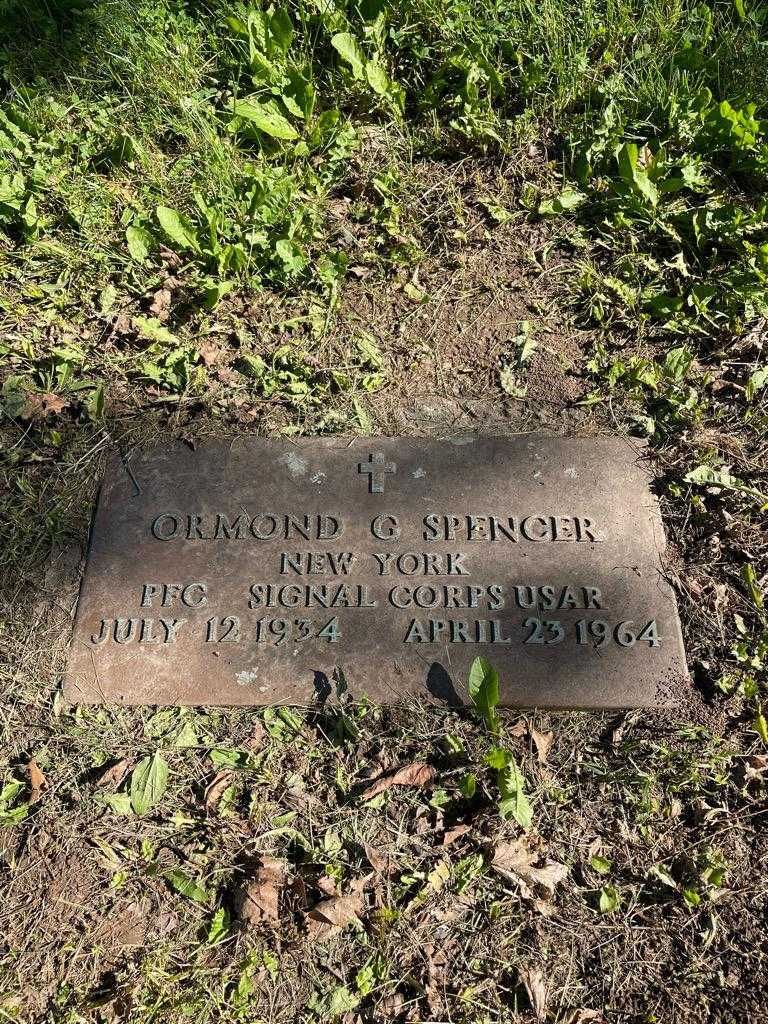 ORMOND G SPENCER
NEW YORK
PFC SIGNAL CORPS USAR
JULY 12 1934 APRIL 23 1964